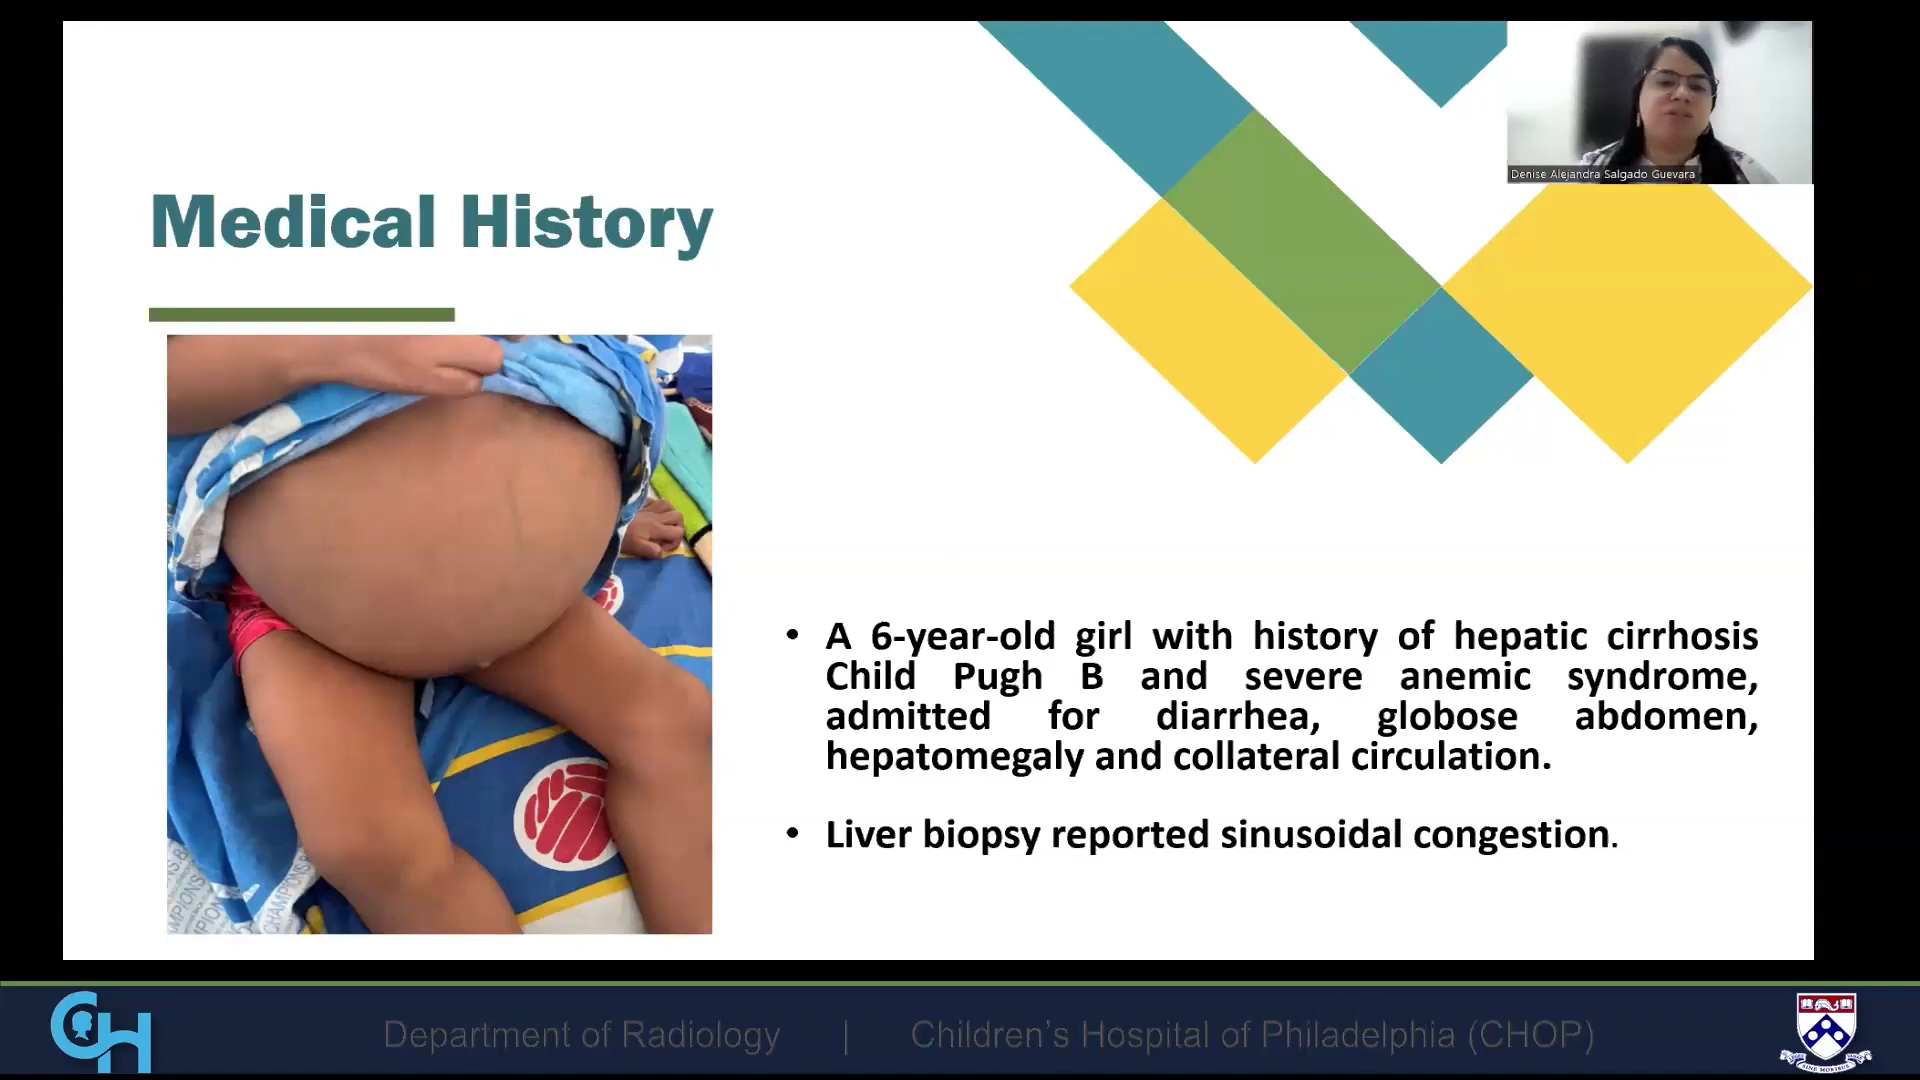 Denise Alejandra Salgado Guevara
Medical History
• A 6-year-old girl with history of hepatic cirrhosis
Child Pugh B and severe anemic syndrome,
admitted for diarrhea, globose abdomen,
hepatomegaly and collateral circulation.
• Liver biopsy reported sinusoidal congestion.
CH
Department of Radiology | Children's Hospital of Philadelphia (CHOP)